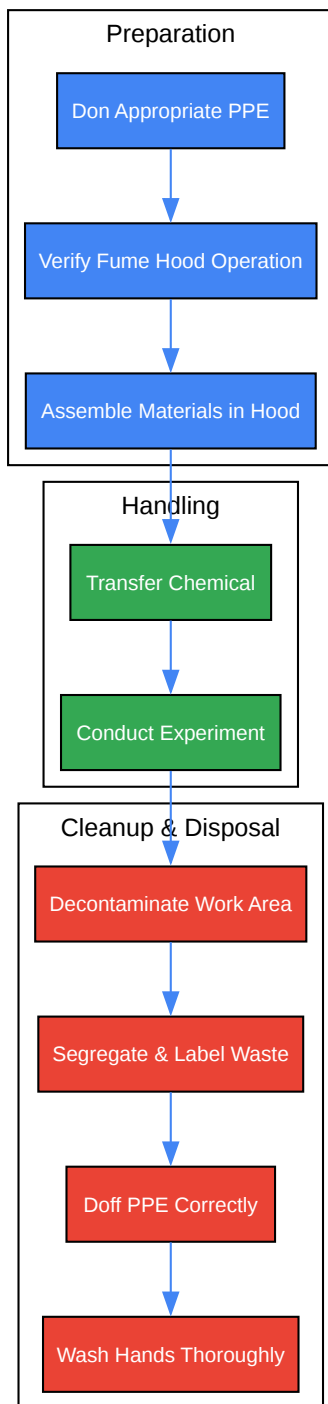 Preparation
Don Appropriate PPE
Verify Fume Hood Operation
Assemble Materials in Hood
Handling
Transfer Chemical
Conduct Experiment
Cleanup & Disposal
Decontaminate Work Area
Segregate & Label Waste
Doff PPE Correctly
Wash Hands Thoroughly